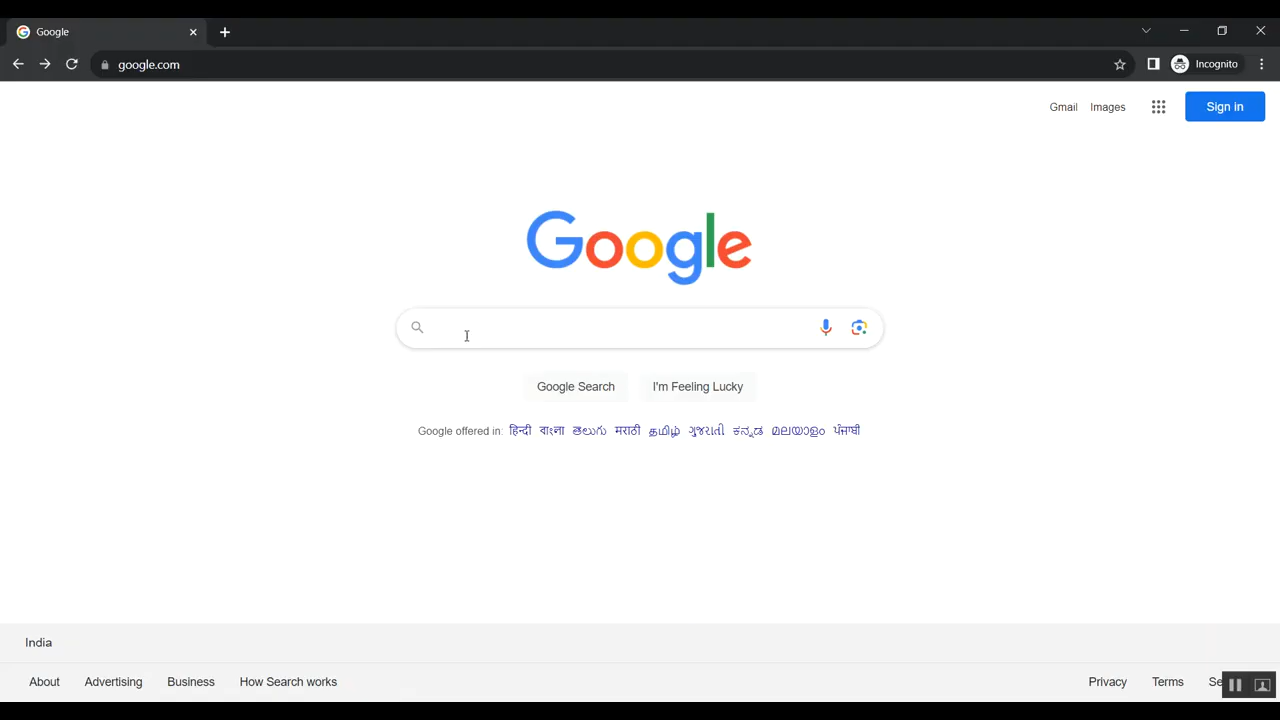 Google
google.com
Incognito
Gmail Images
Sign in
Google
Google Search I'm Feeling Lucky
Google offered in: हिन्दी বাংলা తెలుగు मराठी தமிழ் ગુજરાતી ಕನ್ನಡ മലയാളം ਪੰਜਾਬੀ
India
About Advertising Business How Search works Privacy Terms